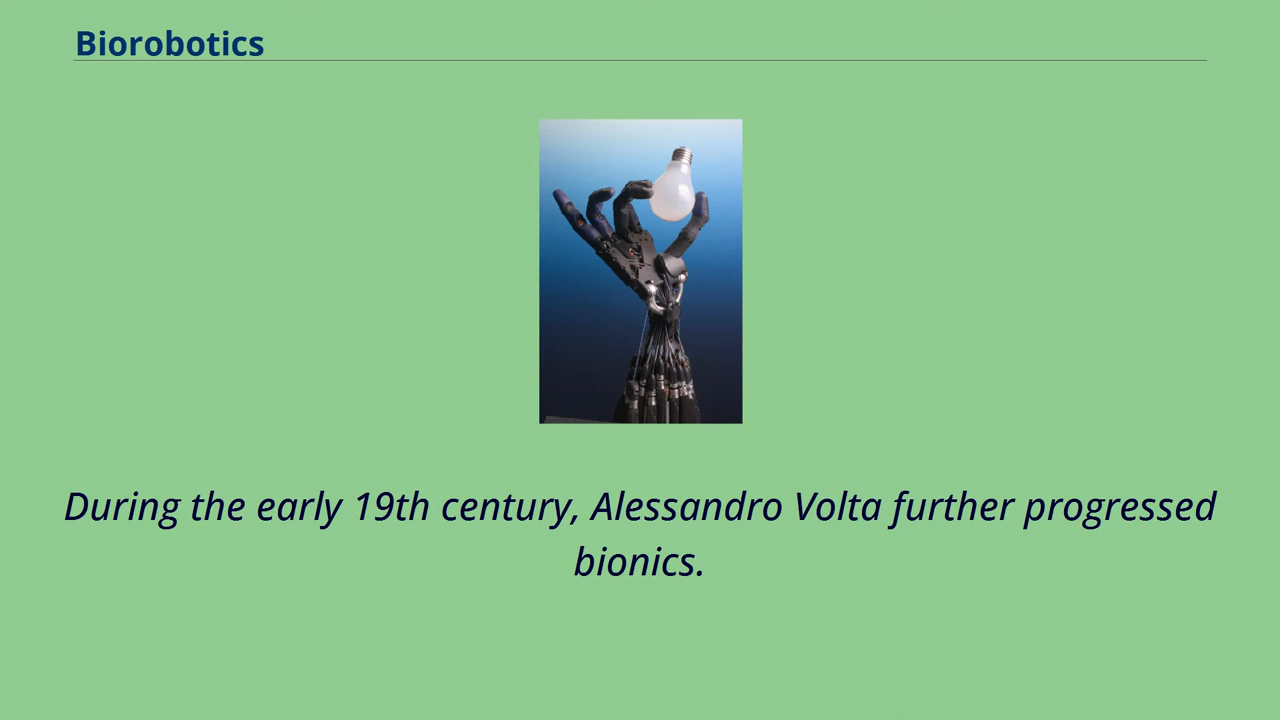 Biorobotics
During the early 19th century, Alessandro Volta further progressed
bionics.